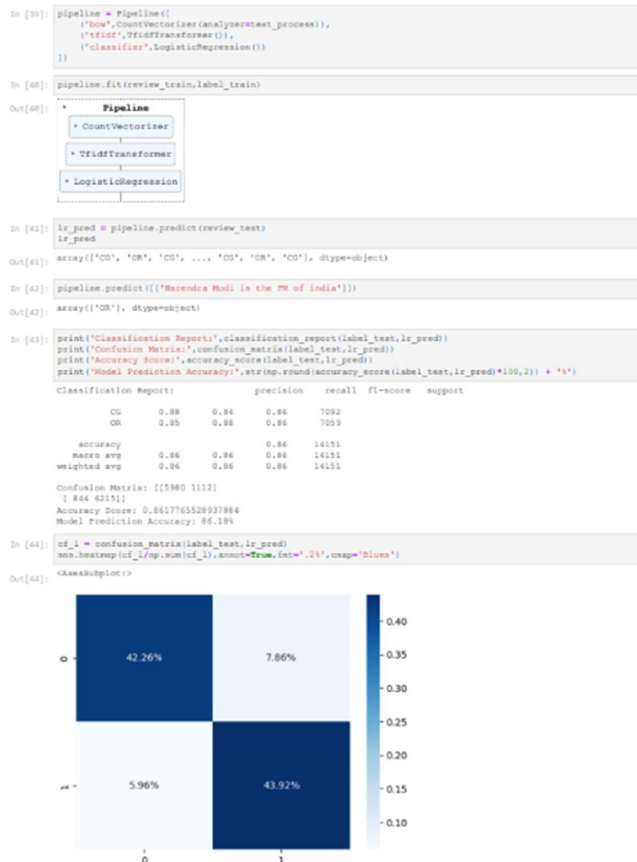 In [39]: pipeline = Pipeline([
('bow',CountVectorizer(analyzer=text_process)),
('tfidf',TfidfTransformer()),
('classifier',LogisticRegression())
])
In [40]: pipeline.fit(review_train,label_train)
Out[40]:
Pipeline
CountVectorizer
TfidfTransformer
LogisticRegression
In [41]: lr_pred = pipeline.predict(review_test)
lr_pred
Out[41]: array(['CG', 'OR', 'CG', ..., 'CG', 'OR', 'CG'], dtype=object)
In [42]: pipeline.predict([['Narendra Modi is the PM of india']])
Out[42]: array(['OR'], dtype=object)
In [43]: print('Classification Report:',classification_report(label_test,lr_pred))
print('Confusion Matrix:',confusion_matrix(label_test,lr_pred))
print('Accuracy Score:',accuracy_score(label_test,lr_pred))
print('Model Prediction Accuracy:',str(np.round(accuracy_score(label_test,lr_pred)*100,2)) + '%')
Classification Report: precision recall f1-score support
CG 0.88 0.84 0.86 7092
OR 0.85 0.88 0.86 7059
accuracy 0.86 14151
macro avg 0.86 0.86 0.86 14151
weighted avg 0.86 0.86 0.86 14151
Confusion Matrix: [[5980 1112]
[ 844 6215]]
Accuracy Score: 0.8617765528937884
Model Prediction Accuracy: 86.18%
In [44]: cf_1 = confusion_matrix(label_test,lr_pred)
sns.heatmap(cf_1/np.sum(cf_1),annot=True,fmt='.2%',cmap='Blues')
Out[44]: <AxesSubplot:>
0 42.26% 7.86%
1 5.96% 43.92%
0 1
0.40
0.35
0.30
0.25
0.20
0.15
0.10